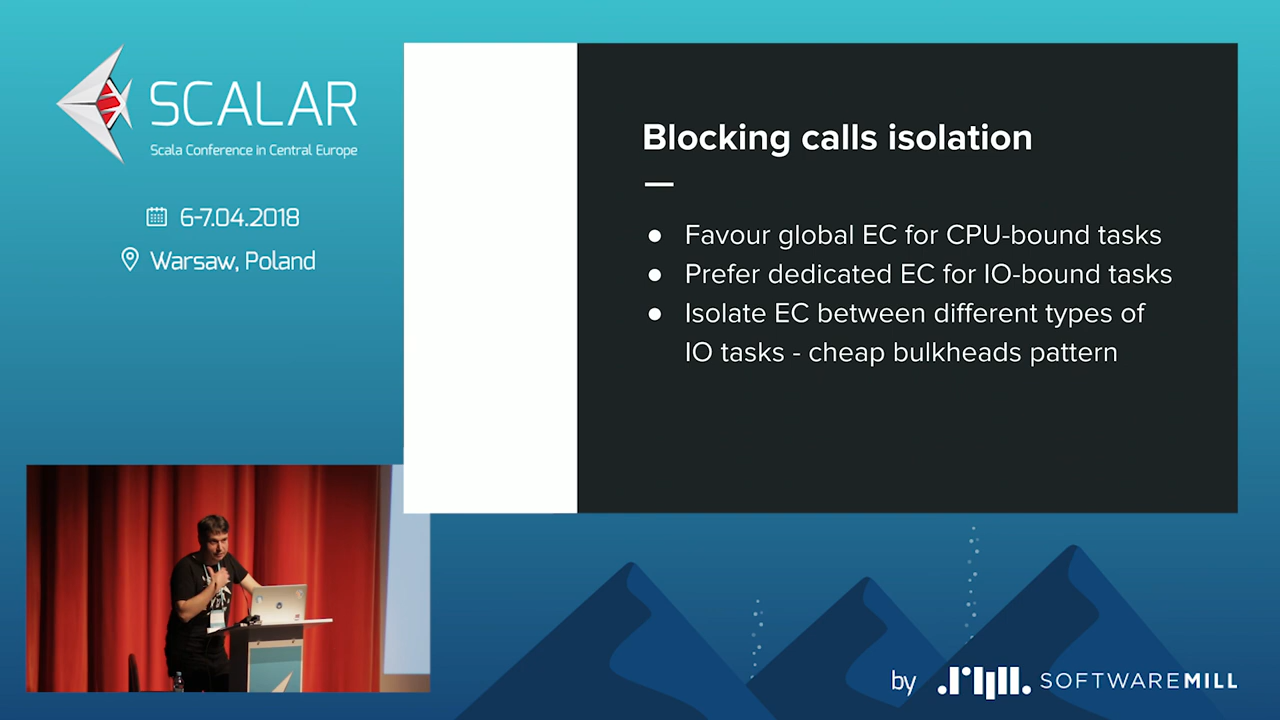 SCALAR
Scala Conference in Central Europe
6-7.04.2018
Warsaw, Poland
Blocking calls isolation
● Favour global EC for CPU-bound tasks
● Prefer dedicated EC for IO-bound tasks
● Isolate EC between different types of
IO tasks - cheap bulkheads pattern
by SOFTWAREMILL